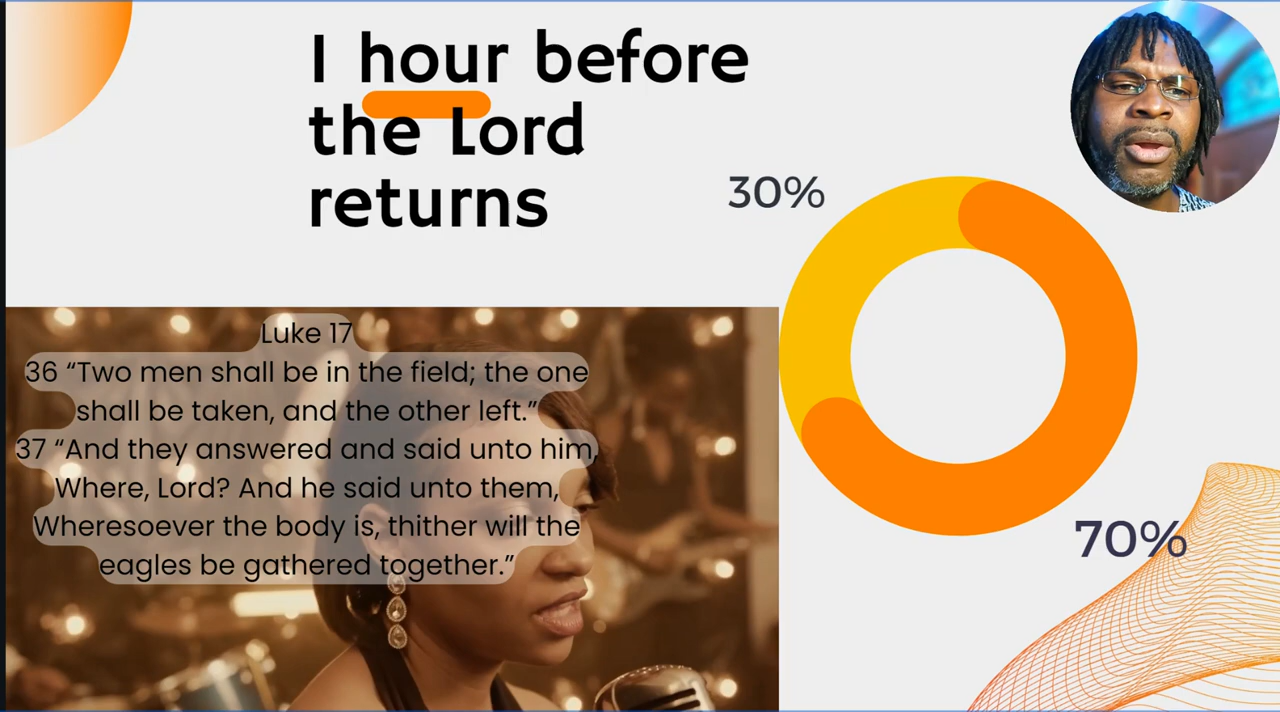 1 hour before
the Lord
returns
30%
Luke 17
36 “Two men shall be in the field; the one
shall be taken, and the other left.”
37 “And they answered and said unto him,
Where, Lord? And he said unto them,
Wheresoever the body is, thither will the
eagles be gathered together.”
70%